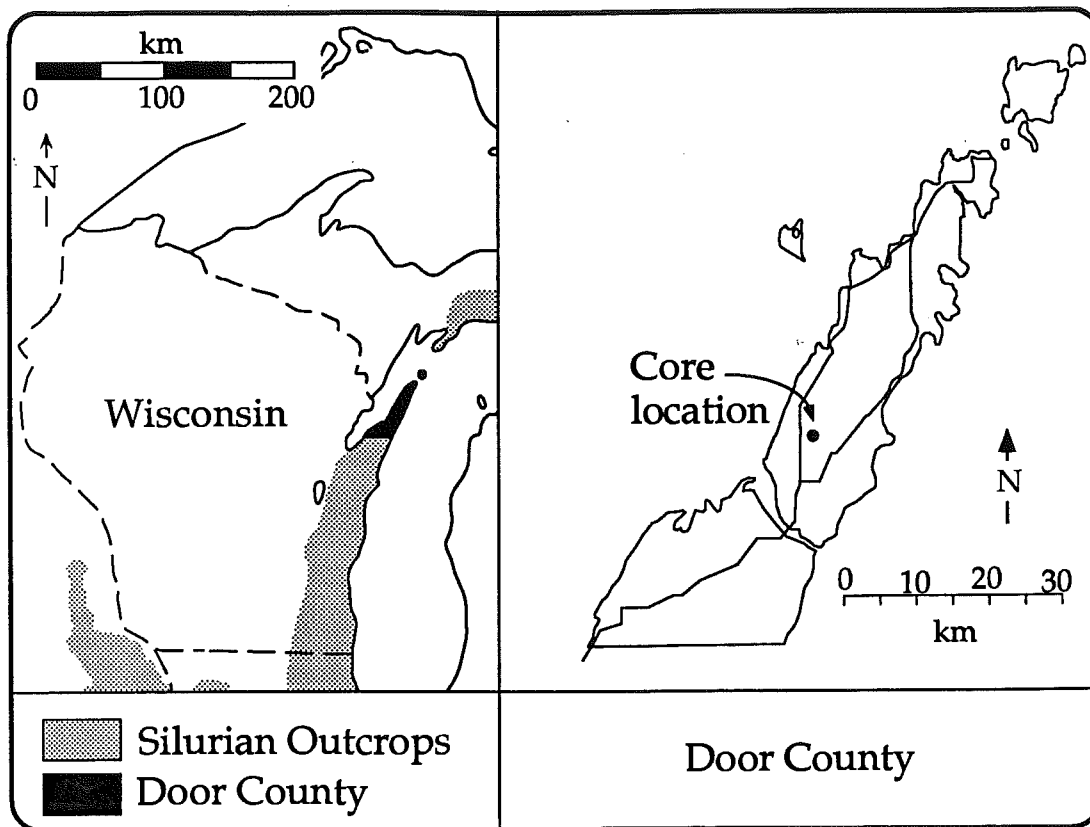 km
0 100 200
N
Wisconsin
Silurian Outcrops
Door County
Core
location
N
0 10 20 30
km
Door County